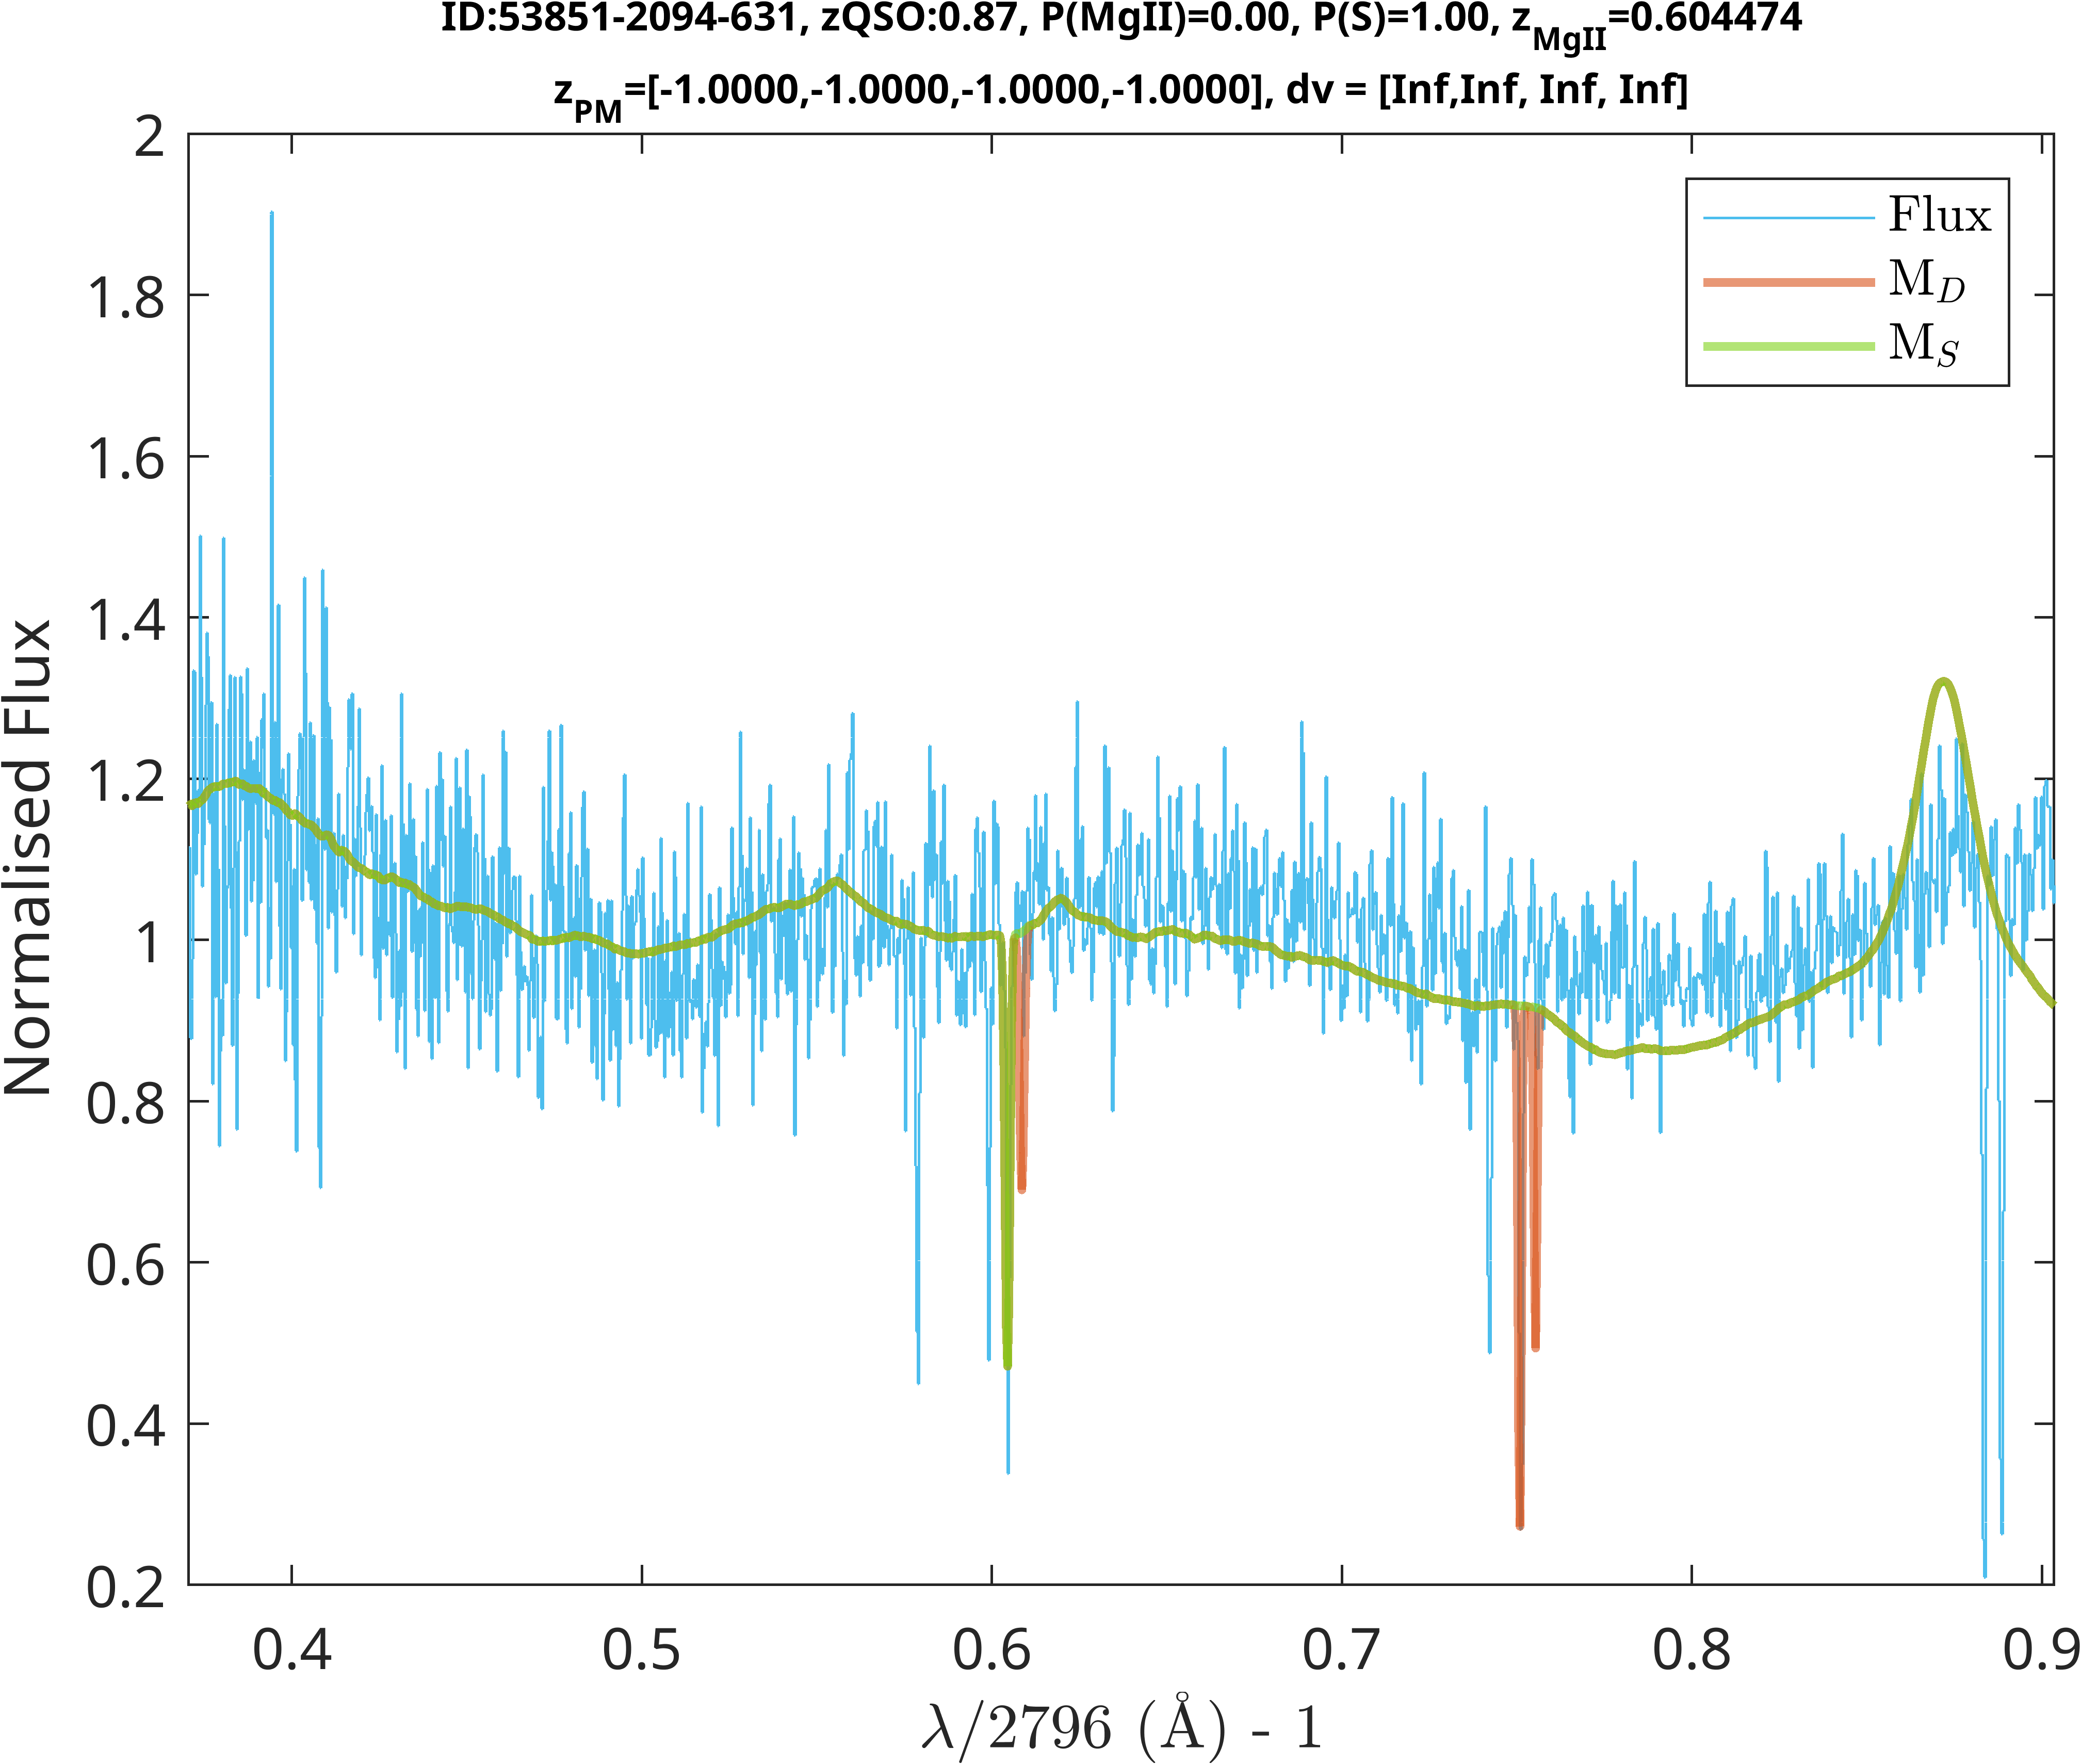 ID:53851-2094-631, zQSO:0.87, P(MgII)=0.00, P(S)=1.00, zMgII=0.604474
zPM=[-1.0000,-1.0000,-1.0000,-1.0000], dv = [Inf,Inf, Inf, Inf]
2
1.8
1.6
1.4
1.2
1
0.8
0.6
0.4
0.2
Normalised Flux
Flux
MD
MS
0.4 0.5 0.6 0.7 0.8 0.9
λ/2796 (Å) - 1